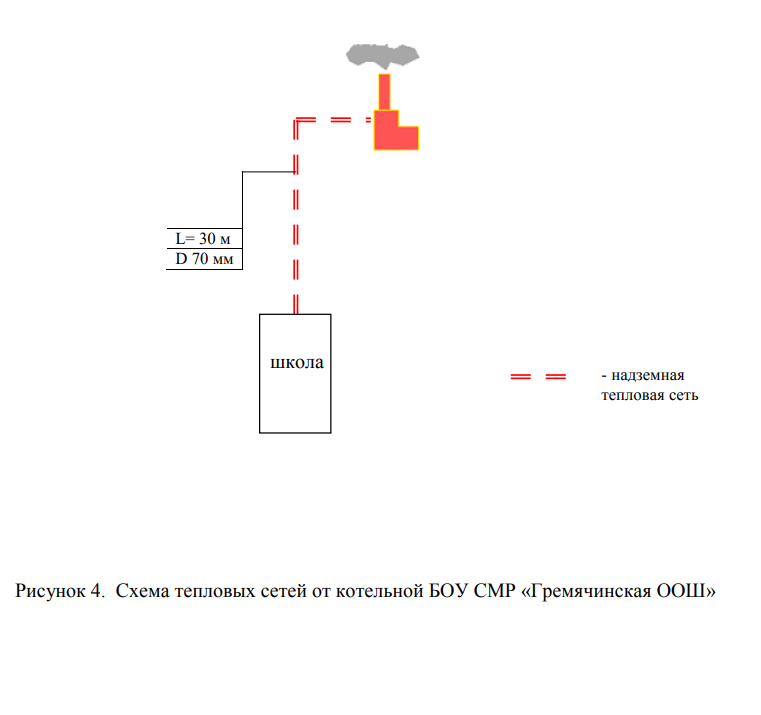 L= 30 м
D 70 мм
школа
- надземная
тепловая сеть
Рисунок 4.  Схема тепловых сетей от котельной БОУ СМР «Гремячинская ООШ»